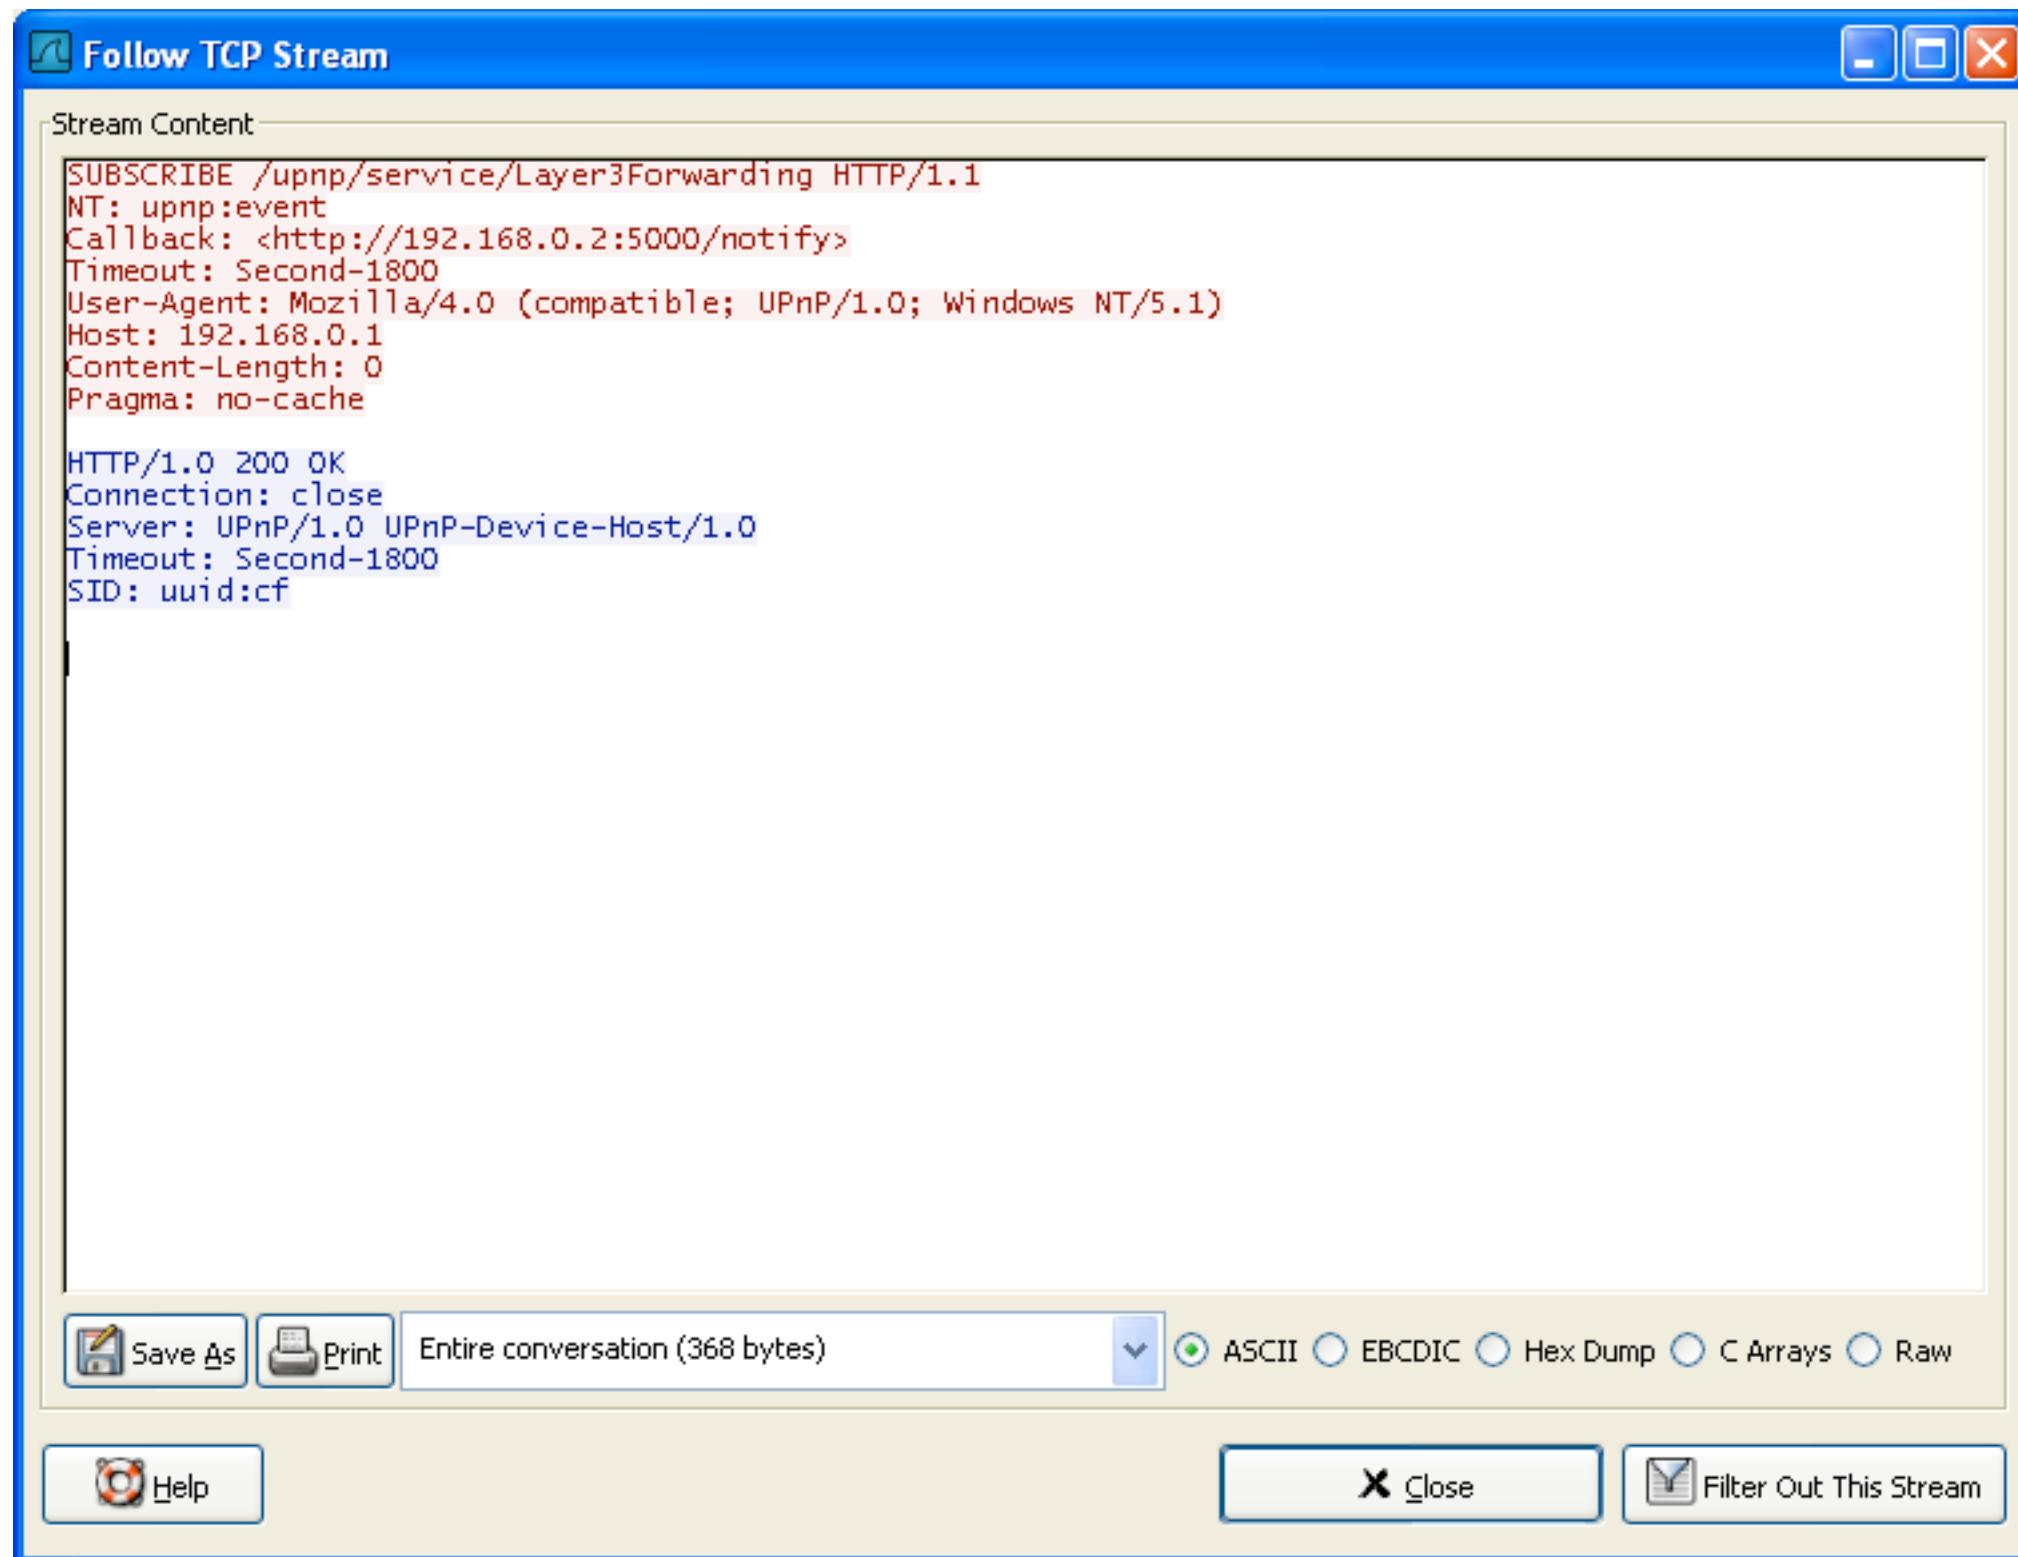 Follow TCP Stream
Stream Content
SUBSCRIBE /upnp/service/Layer3Forwarding HTTP/1.1
NT: upnp:event
Callback: <http://192.168.0.2:5000/notify>
Timeout: Second-1800
User-Agent: Mozilla/4.0 (compatible; UPnP/1.0; Windows NT/5.1)
Host: 192.168.0.1
Content-Length: 0
Pragma: no-cache
HTTP/1.0 200 OK
Connection: close
Server: UPnP/1.0 UPnP-Device-Host/1.0
Timeout: Second-1800
SID: uuid:cf
Save As Print Entire conversation (368 bytes) ASCII EBCDIC Hex Dump C Arrays Raw
Help Close Filter Out This Stream